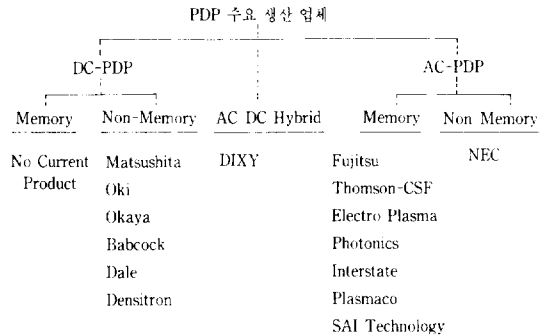 PDP 주요 생산 업체
DC-PDP
AC-PDP
Memory
Non-Memory
AC DC Hybrid
Memory
Non Memory
No Current
Product
Matsushita
Oki
Okaya
Babcock
Dale
Densitron
DIXY
Fujitsu
Thomson-CSF
Electro Plasma
Photonics
Interstate
Plasmaco
SAI Technology
NEC